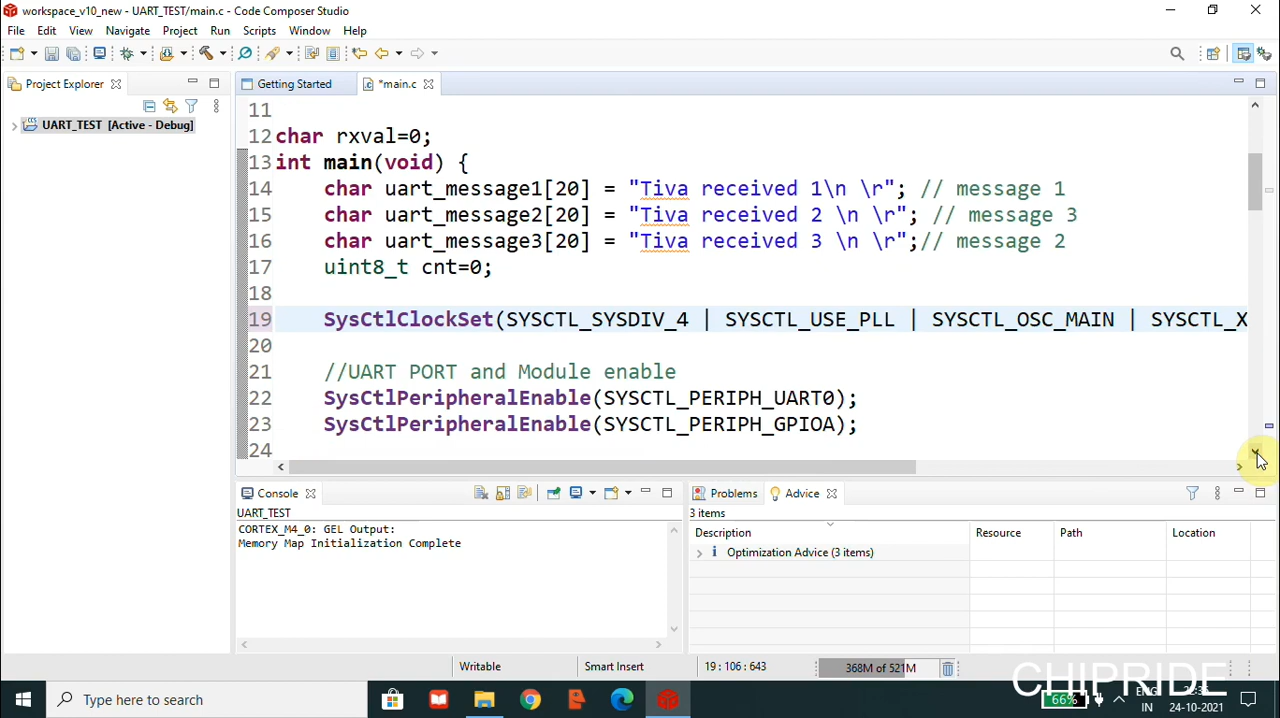 workspace_v10_new - UART_TEST/main.c - Code Composer Studio
File Edit View Navigate Project Run Scripts Window Help
Project Explorer
Getting Started
*main.c
UART_TEST [Active - Debug]
11
12 char rxval=0;
13 int main(void) {
14 char uart_message1[20] = "Tiva received 1\n \r"; // message 1
15 char uart_message2[20] = "Tiva received 2 \n \r"; // message 3
16 char uart_message3[20] = "Tiva received 3 \n \r";// message 2
17 uint8_t cnt=0;
18
19 SysCtlClockSet(SYSCTL_SYSDIV_4 | SYSCTL_USE_PLL | SYSCTL_OSC_MAIN | SYSCTL_X
20
21 //UART PORT and Module enable
22 SysCtlPeripheralEnable(SYSCTL_PERIPH_UART0);
23 SysCtlPeripheralEnable(SYSCTL_PERIPH_GPIOA);
24
Console
UART_TEST
CORTEX_M4_0: GEL Output:
Memory Map Initialization Complete
Problems
Advice
3 items
Description Resource Path Location
Optimization Advice (3 items)
Writable
Smart Insert
19 : 106 : 643
368M of 521M
Type here to search
CHIPRIDE
66%
ENG
IN
24-10-2021